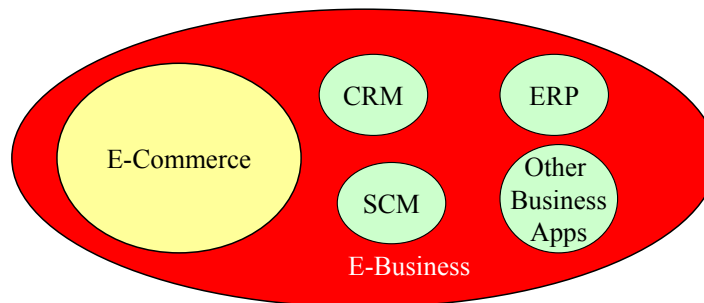 E-Commerce
CRM
ERP
SCM
Other
Business
Apps
E-Business